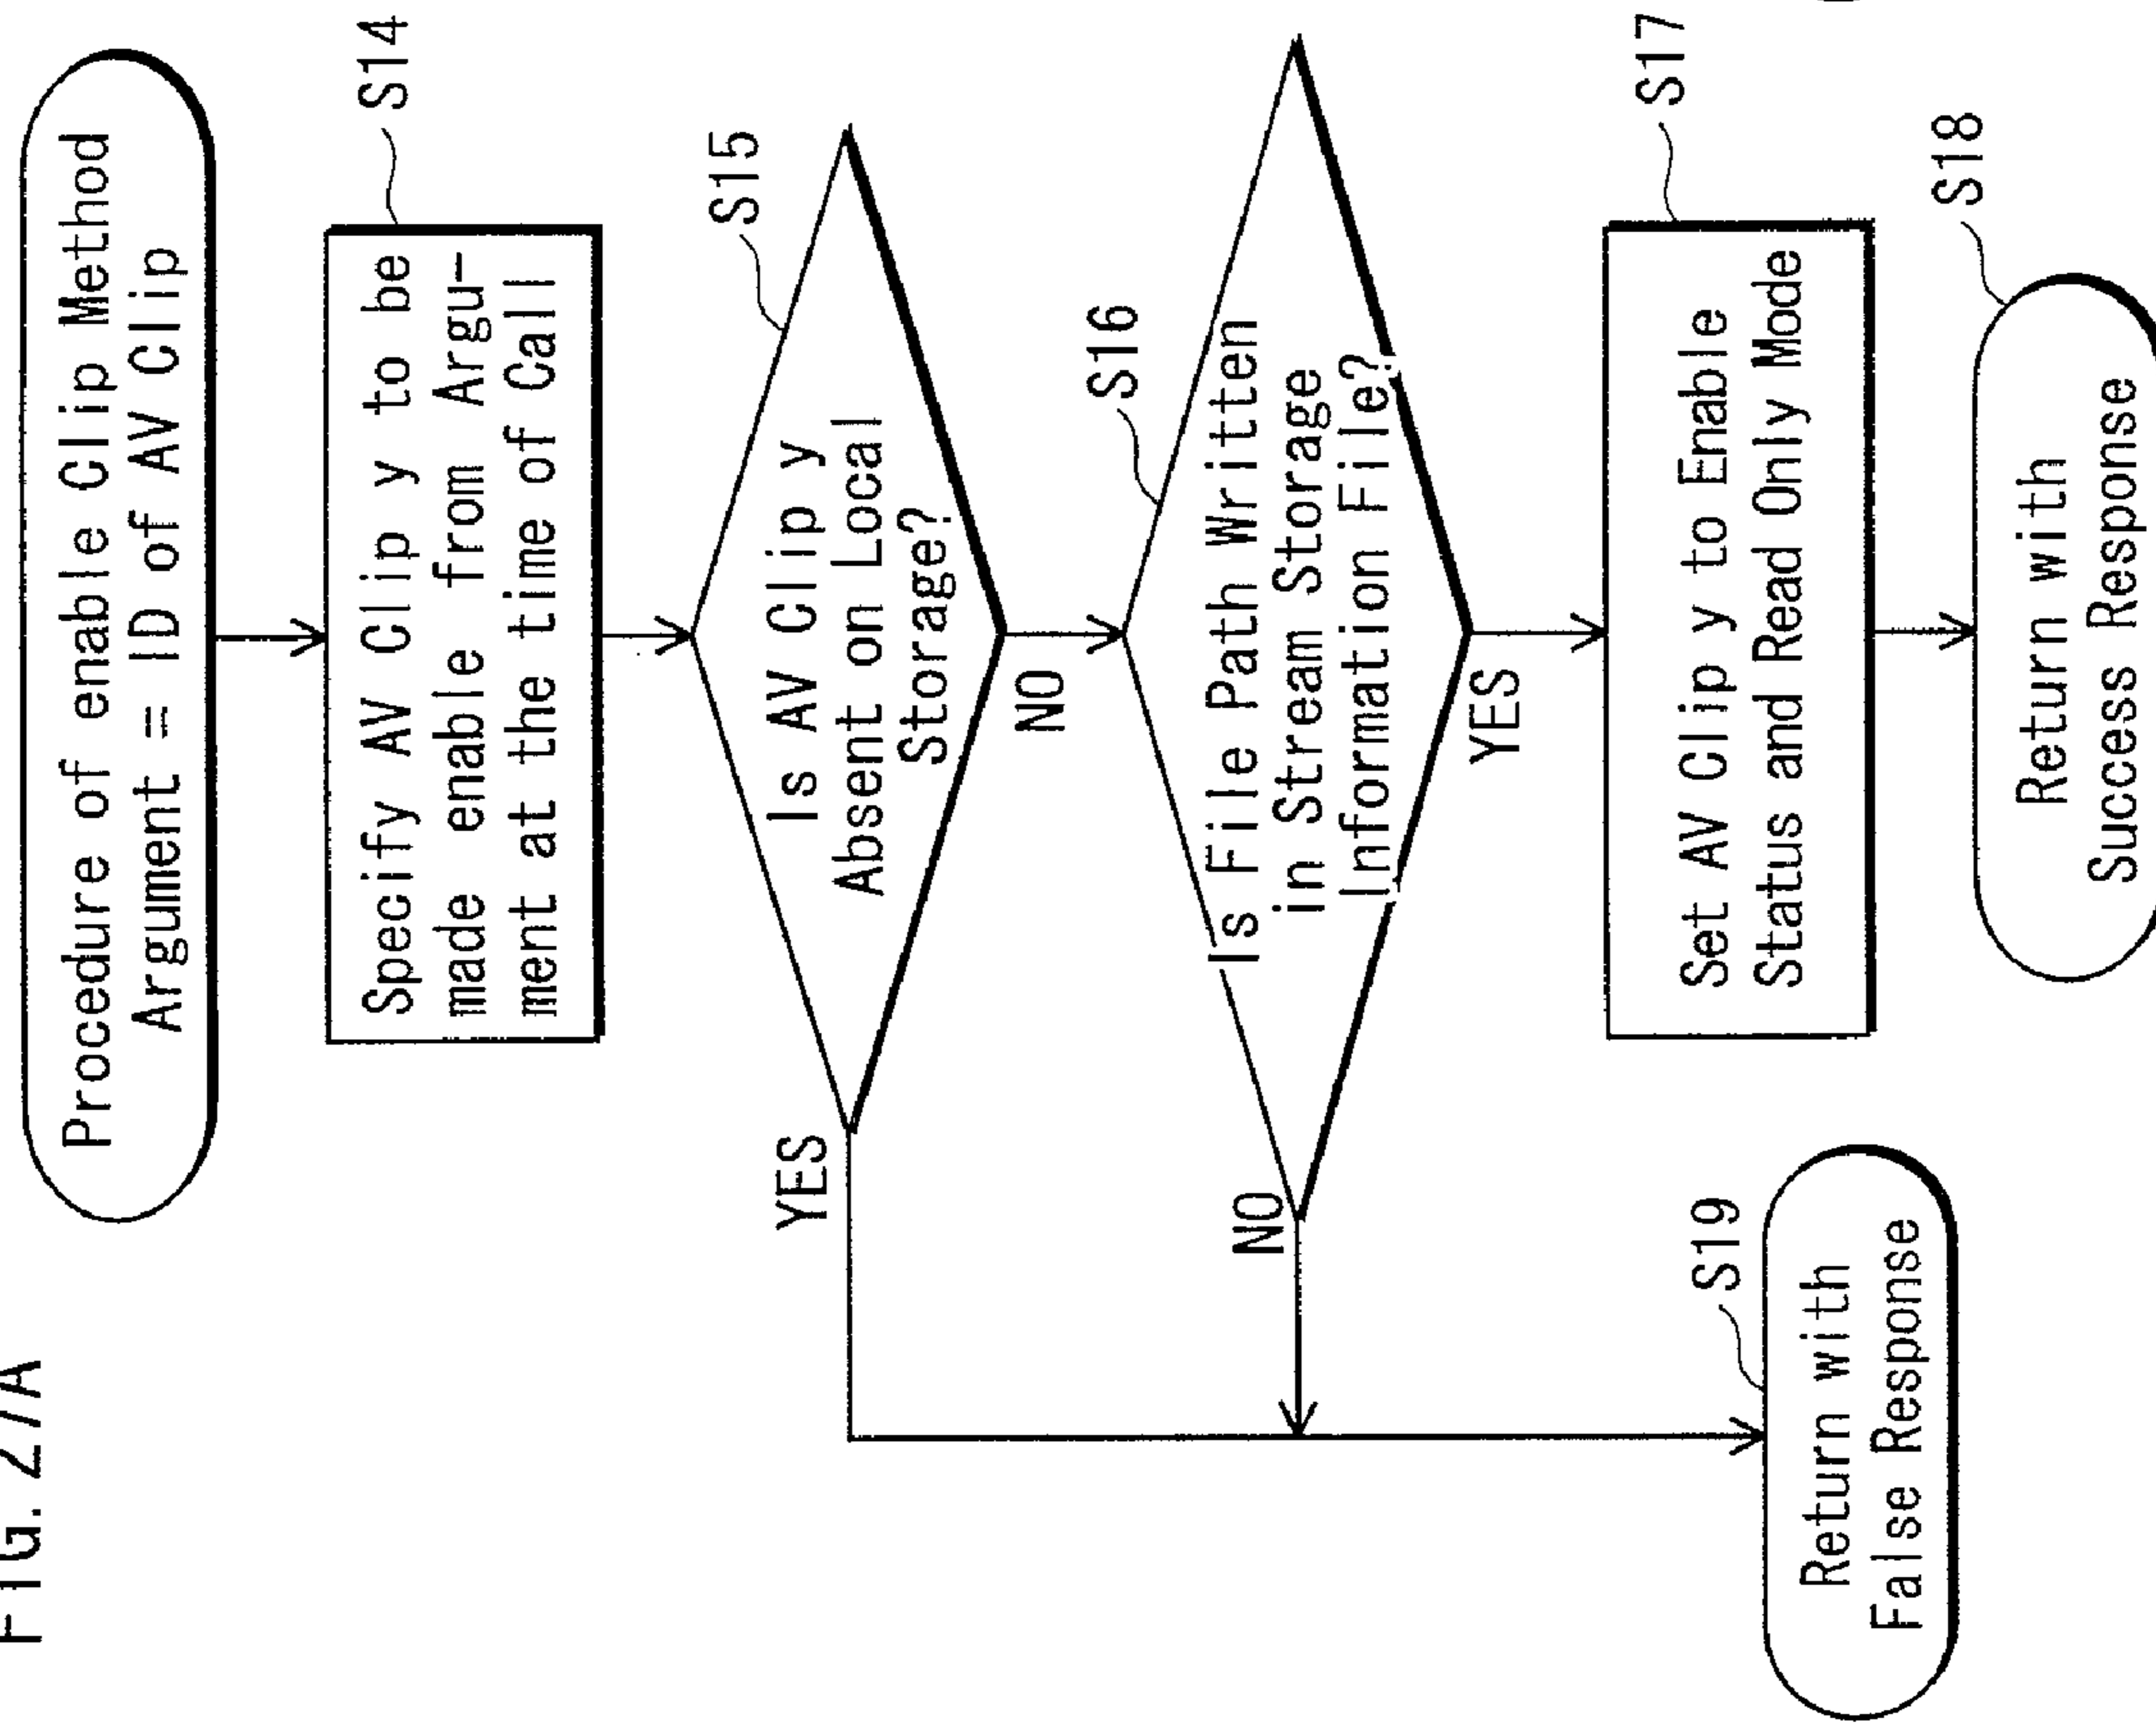 FIG. 27A
Procedure of enable Clip Method
Argument = ID of AV Clip
S14
Specify AV Clip y to be
made enable from Argu-
ment at the time of Call
S15
Is AV Clip y
Absent on Local
Storage?
YES
NO
S16
Is File Path Written
in Stream Storage
Information File?
NO
YES
S17
Set AV Clip y to Enable
Status and Read Only Mode
S18
Return with
Success Response
S19
Return with
False Response